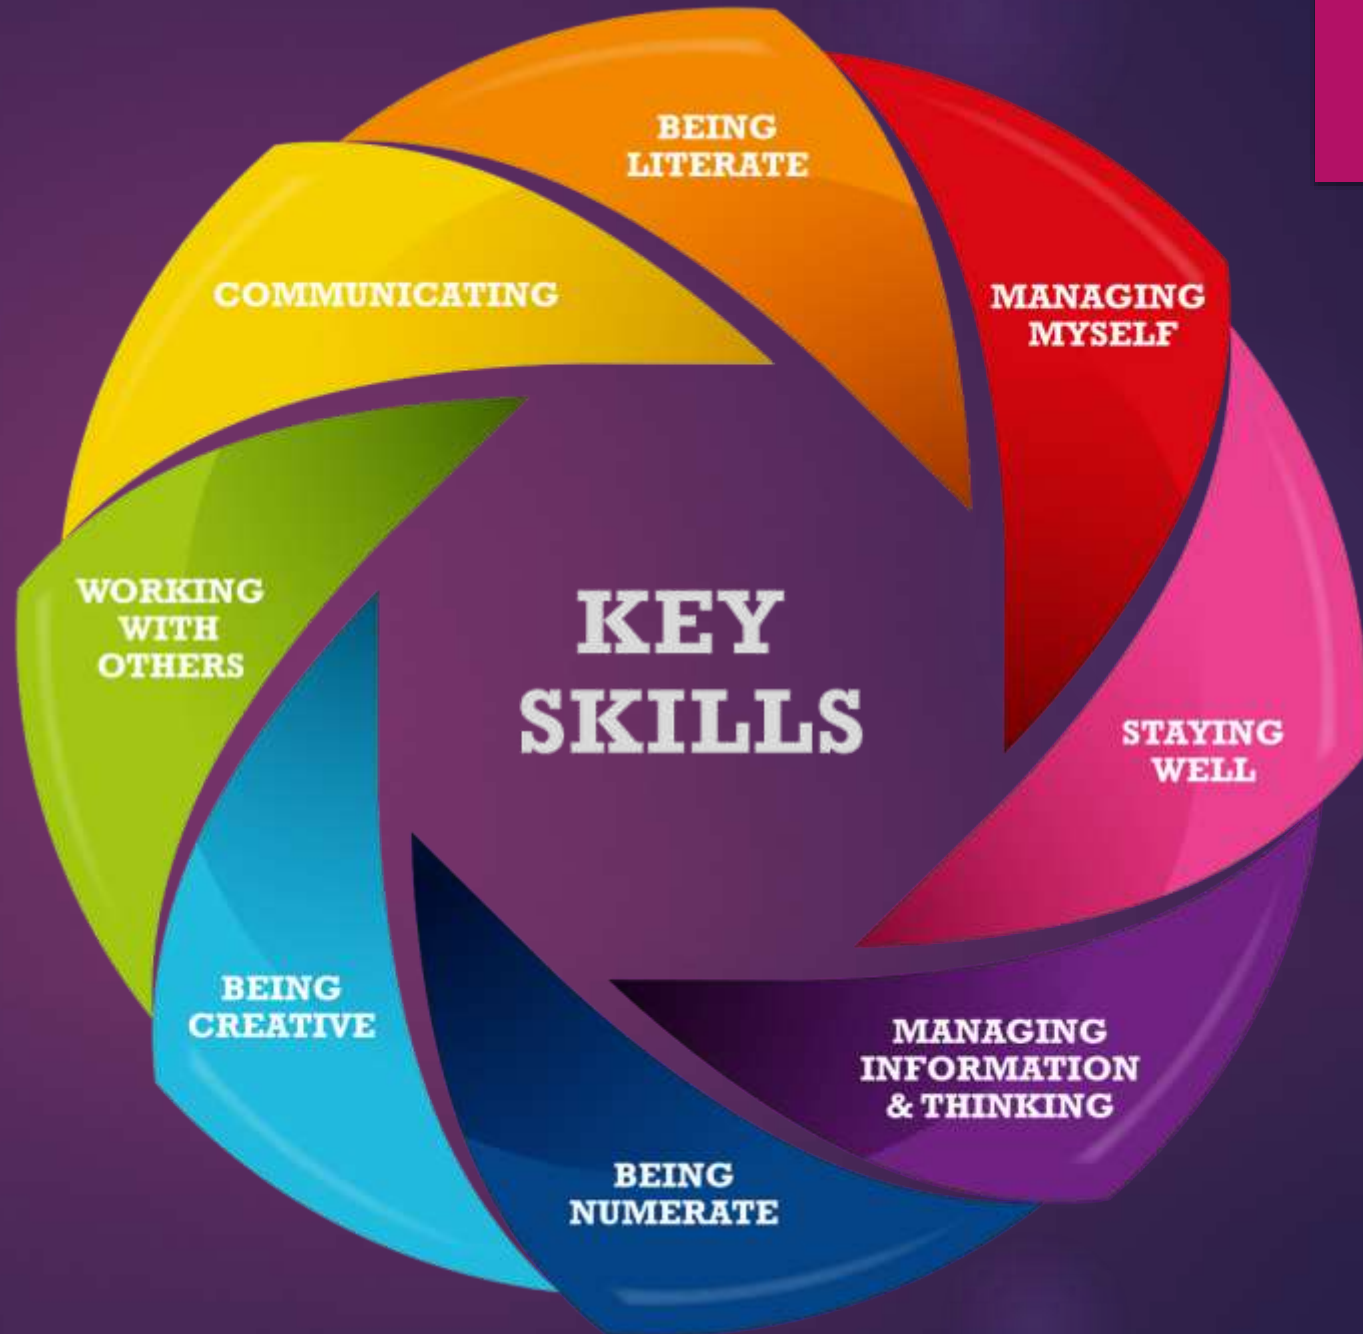 BEING
LITERATE
MANAGING
MYSELF
STAYING
WELL
MANAGING
INFORMATION
& THINKING
BEING
NUMERATE
BEING
CREATIVE
WORKING
WITH
OTHERS
COMMUNICATING
KEY
SKILLS